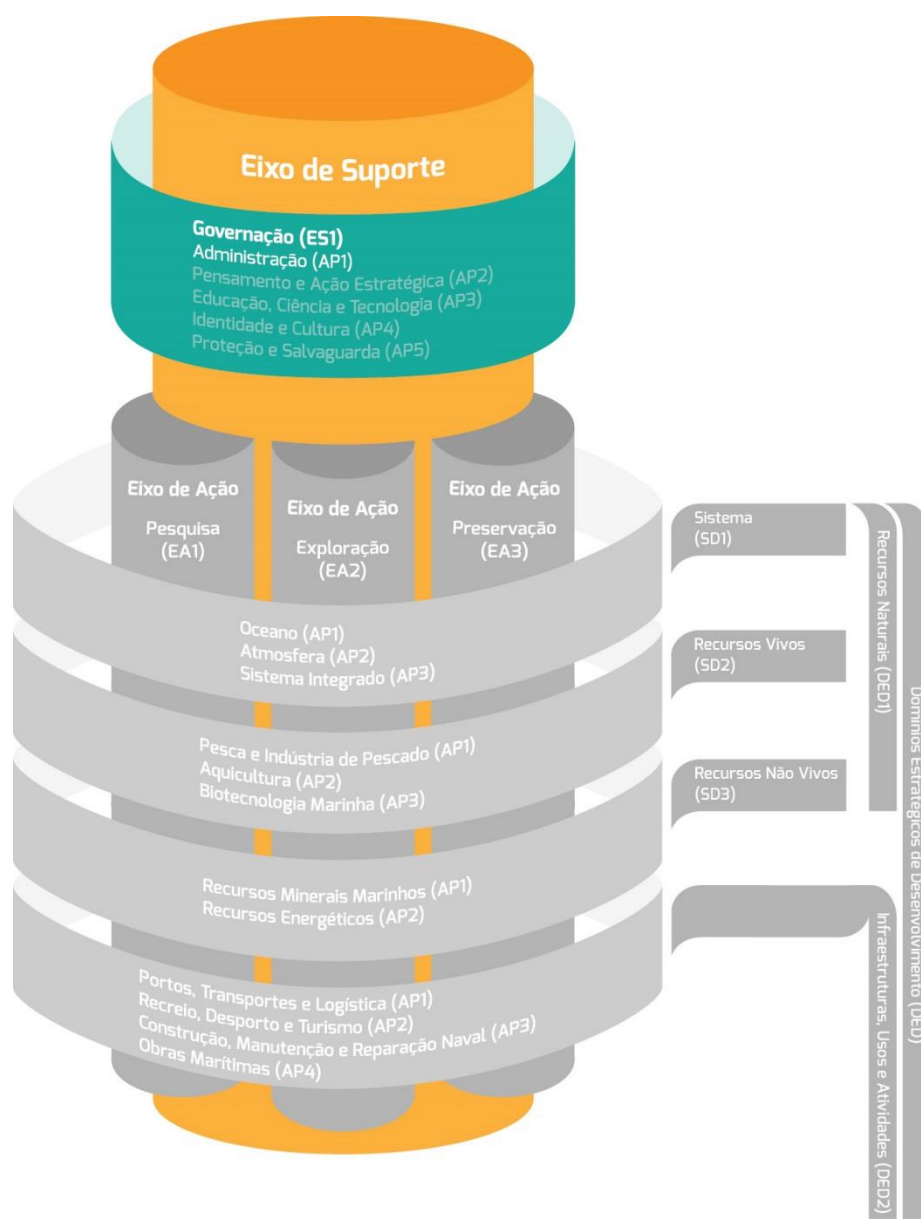 Eixo de Suporte
Governação (ES1)
Administração (AP1)
Pensamento e Ação Estratégica (AP2)
Educação, Ciência e Tecnologia (AP3)
Identidade e Cultura (AP4)
Proteção e Salvaguarda (AP5)
Eixo de Ação
Pesquisa
(EA1)
Eixo de Ação
Exploração
(EA2)
Eixo de Ação
Preservação
(EA3)
Oceano (AP1)
Atmosfera (AP2)
Sistema Integrado (AP3)
Pesca e Indústria de Pescado (AP1)
Aquicultura (AP2)
Biotecnologia Marinha (AP3)
Recursos Minerais Marinhos (AP1)
Recursos Energéticos (AP2)
Portos, Transportes e Logística (AP1)
Recreio, Desporto e Turismo (AP2)
Construção, Manutenção e Reparação Naval (AP3)
Obras Marítimas (AP4)
Sistema
(SD1)
Recursos Vivos
(SD2)
Recursos Não Vivos
(SD3)
Recursos Naturais (DED1)
Infraestruturas, Usos e Atividades (DED2)
Domínios Estratégicos de Desenvolvimento (DED)